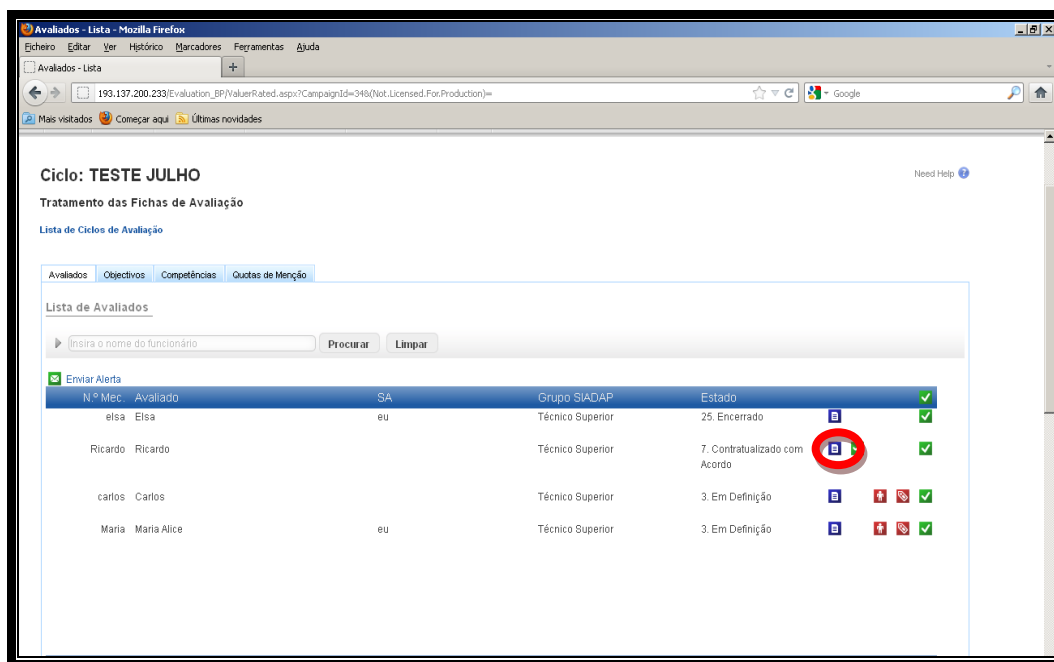 Avaliados - Lista - Mozilla Firefox
Ficheiro Editar Ver Histórico Marcadores Ferramentas Ajuda
Avaliados - Lista +
193.137.200.233/Evaluation_BP/ValuerRated.aspx?CampaignId=34&(Not.Licensed.For.Production)= Google
Mais visitados Começar aqui Últimas novidades
Ciclo: TESTE JULHO Need Help ?
Tratamento das Fichas de Avaliação
Lista de Ciclos de Avaliação
Avaliados Objectivos Competências Quotas de Menção
Lista de Avaliados
Insira o nome do funcionário Procurar Limpar
Enviar Alerta
N.º Mec. Avaliado SA Grupo SIADAP Estado
elsa Elsa eu Técnico Superior 25. Encerrado
Ricardo Ricardo Técnico Superior 7. Contratualizado com
Acordo
carlos Carlos Técnico Superior 3. Em Definição
Maria Maria Alice eu Técnico Superior 3. Em Definição